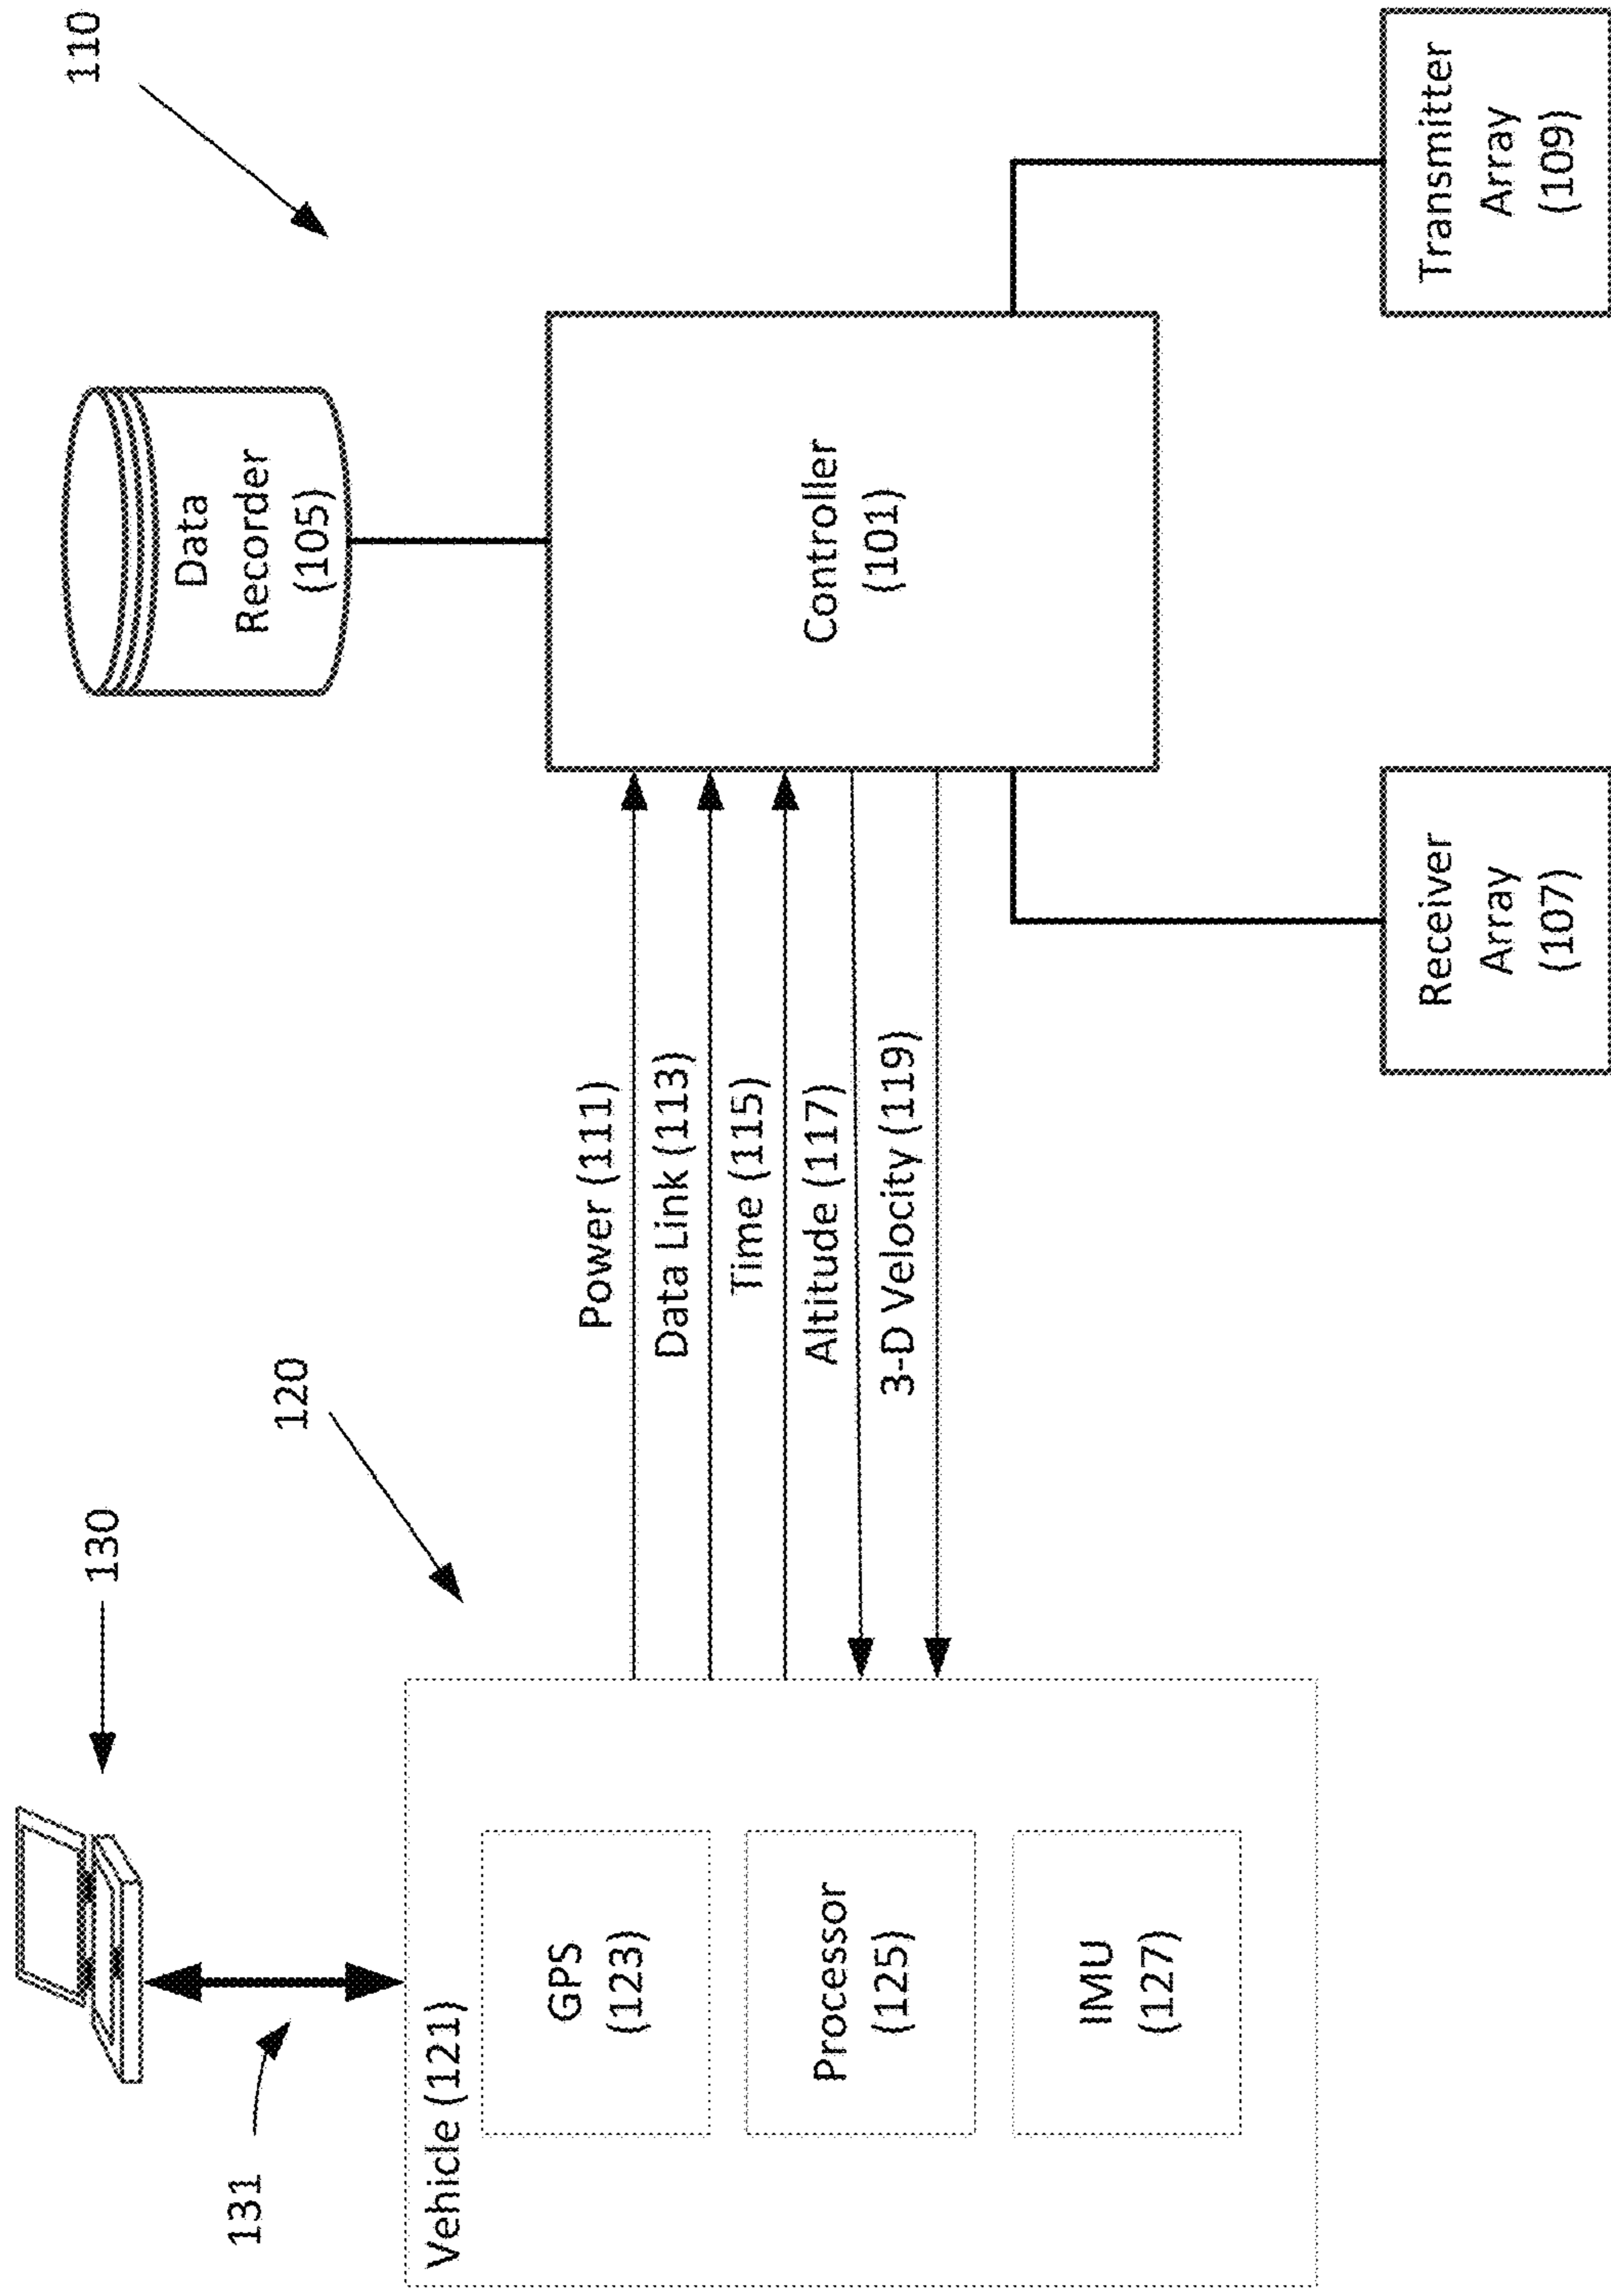 130
131
120
110
Vehicle (121)
GPS
(123)
Processor
(125)
IMU
(127)
Power (111)
Data Link (113)
Time (115)
Altitude (117)
3-D Velocity (119)
Data
Recorder
(105)
Controller
(101)
Receiver
Array
(107)
Transmitter
Array
(109)